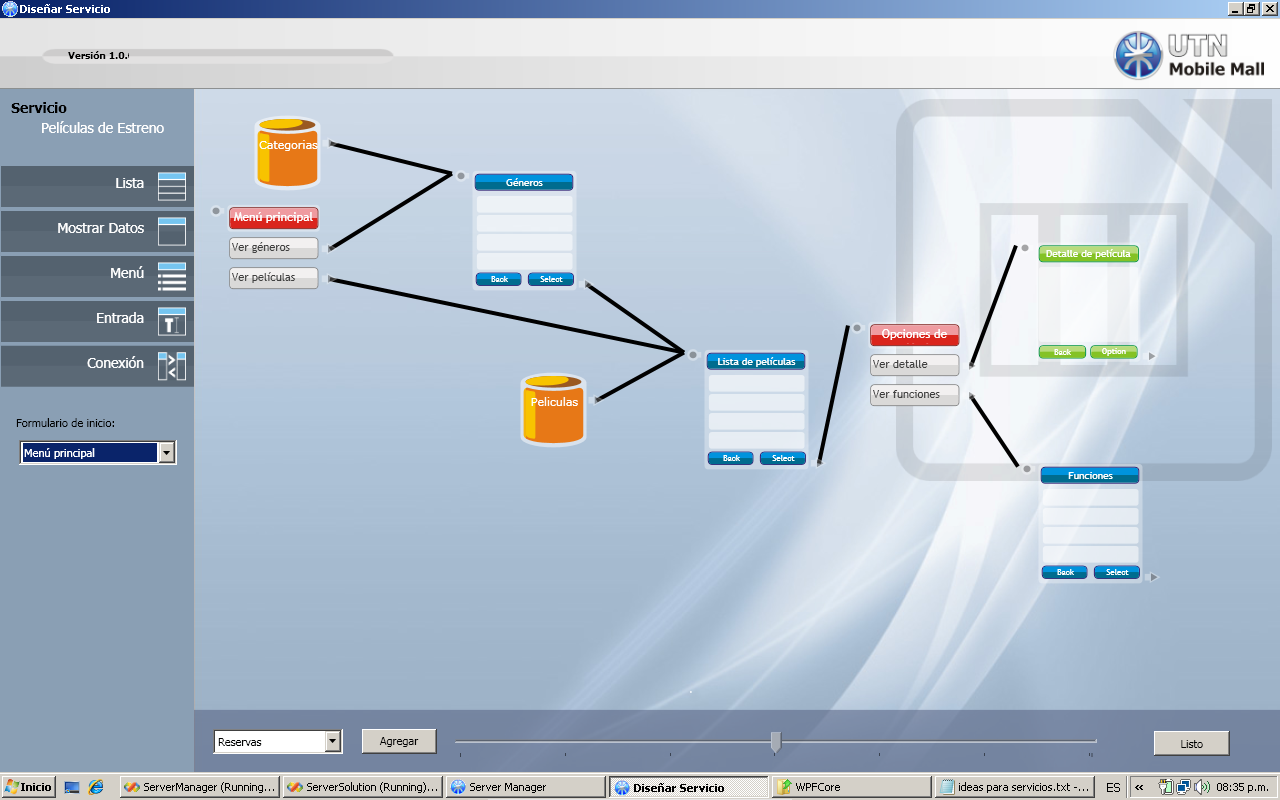 Diseñar Servicio
Versión 1.0.
UTN
Mobile Mall
Servicio
Películas de Estreno
Lista
Mostrar Datos
Menú
Entrada
Conexión
Formulario de inicio:
Menú principal
Categorias
Menú principal
Ver géneros
Ver películas
Géneros
Back Select
Peliculas
Lista de películas
Back Select
Opciones de
Ver detalle
Ver funciones
Detalle de película
Back Option
Funciones
Back Select
Reservas
Agregar
Listo
Inicio
ServerManager (Running...
ServerSolution (Running)...
Server Manager
Diseñar Servicio
WPFCore
ideas para servicios.txt -...
ES
«
08:35 p.m.